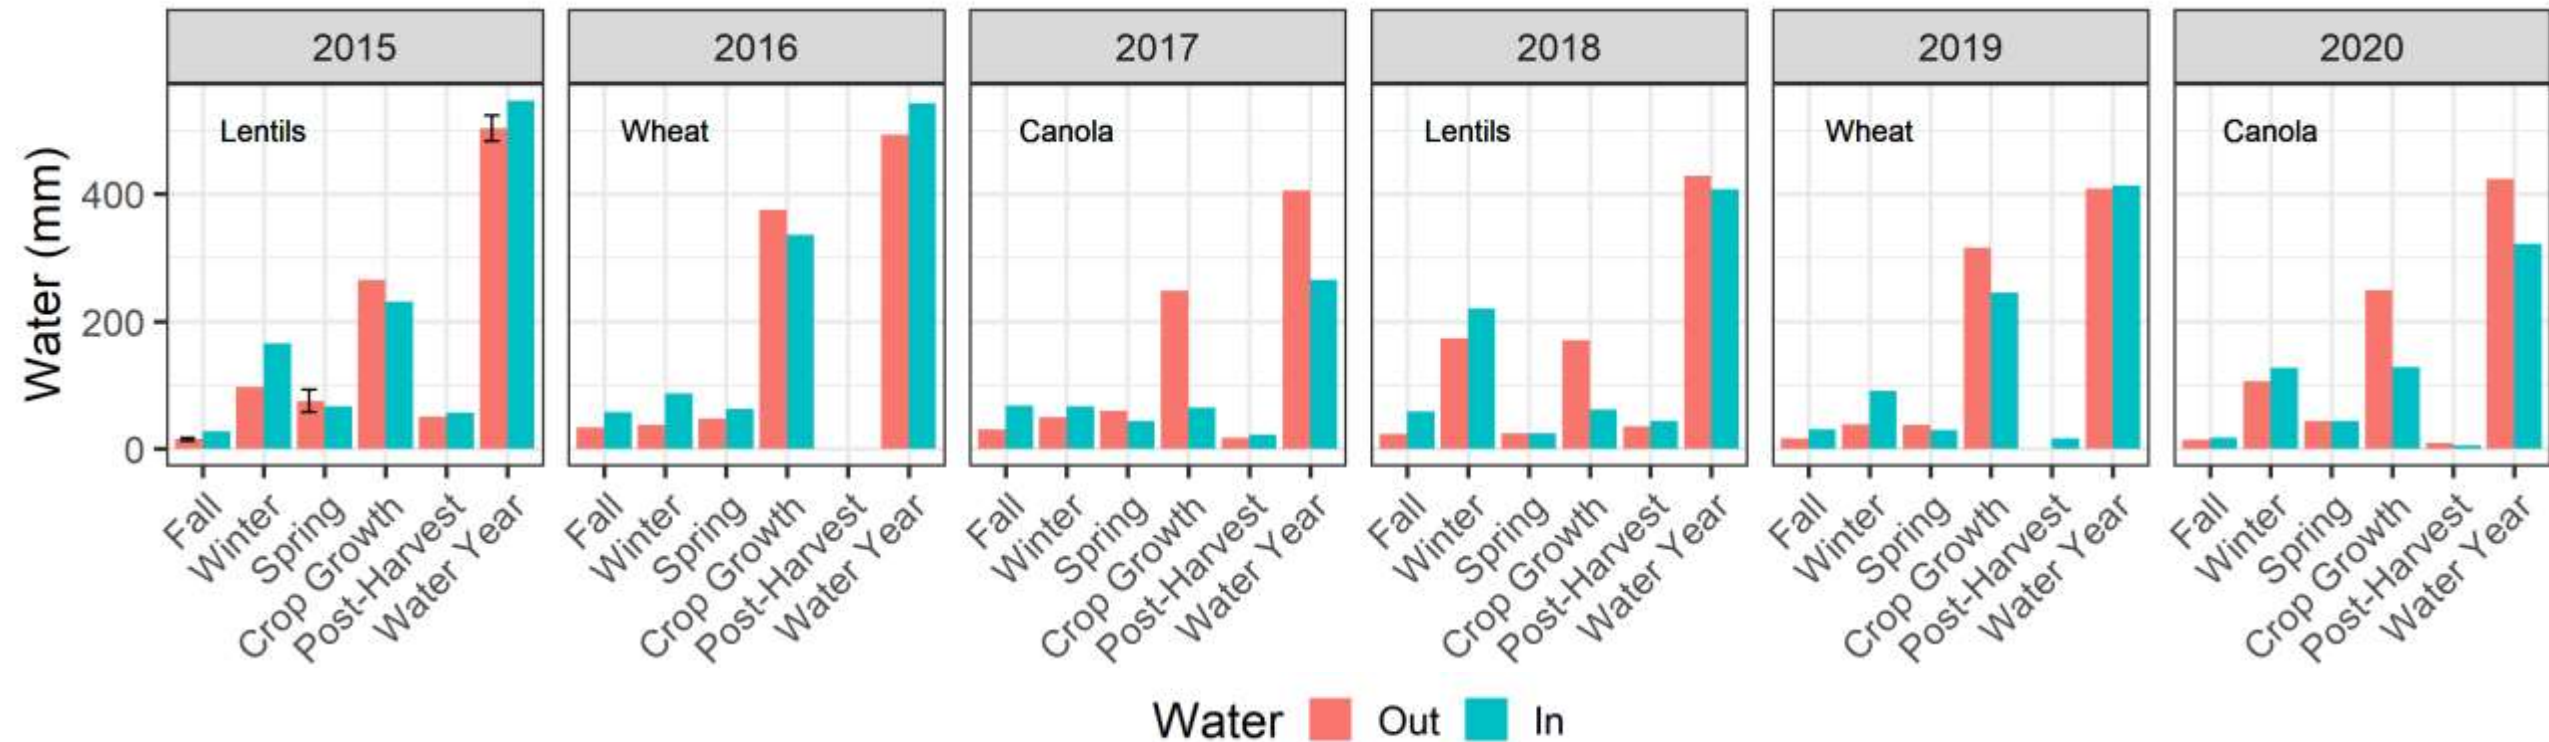 2015 2016 2017 2018 2019 2020
Lentils Wheat Canola Lentils Wheat Canola
Water (mm)
400
200
0
Fall Winter Spring Crop Growth Post-Harvest Water Year
Fall Winter Spring Crop Growth Post-Harvest Water Year
Fall Winter Spring Crop Growth Post-Harvest Water Year
Fall Winter Spring Crop Growth Post-Harvest Water Year
Fall Winter Spring Crop Growth Post-Harvest Water Year
Fall Winter Spring Crop Growth Post-Harvest Water Year
Water Out In